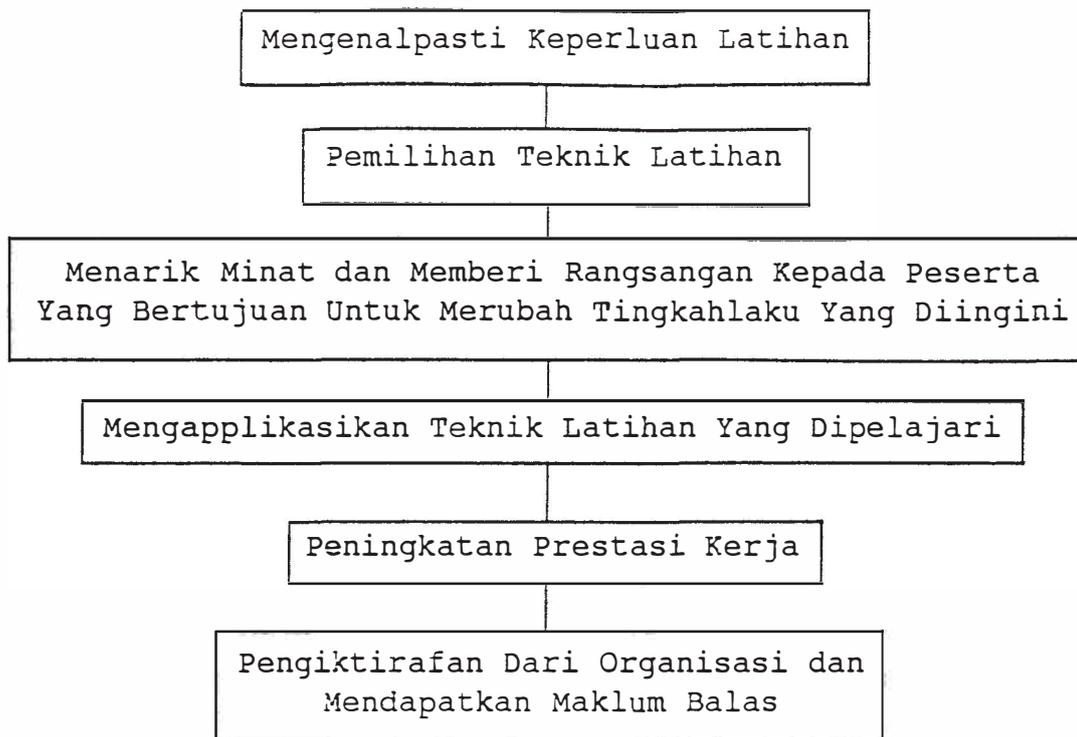 Mengenalpasti Keperluan Latihan
Pemilihan Teknik Latihan
Menarik Minat dan Memberi Rangsangan Kepada Peserta
Yang Bertujuan Untuk Merubah Tingkahlaku Yang Diingini
Mengapplikasikan Teknik Latihan Yang Dipelajari
Peningkatan Prestasi Kerja
Pengiktirafan Dari Organisasi dan
Mendapatkan Maklum Balas